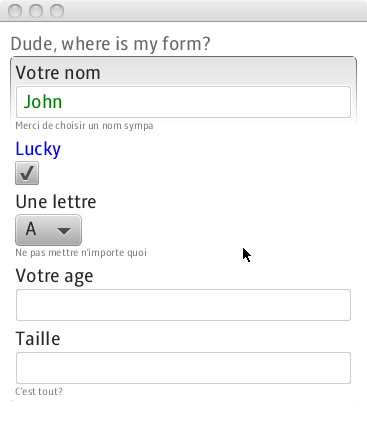 Dude, where is my form?
Votre nom
John
Merci de choisir un nom sympa
Lucky
Une lettre
A
Ne pas mettre n'importe quoi
Votre age
Taille
C'est tout?